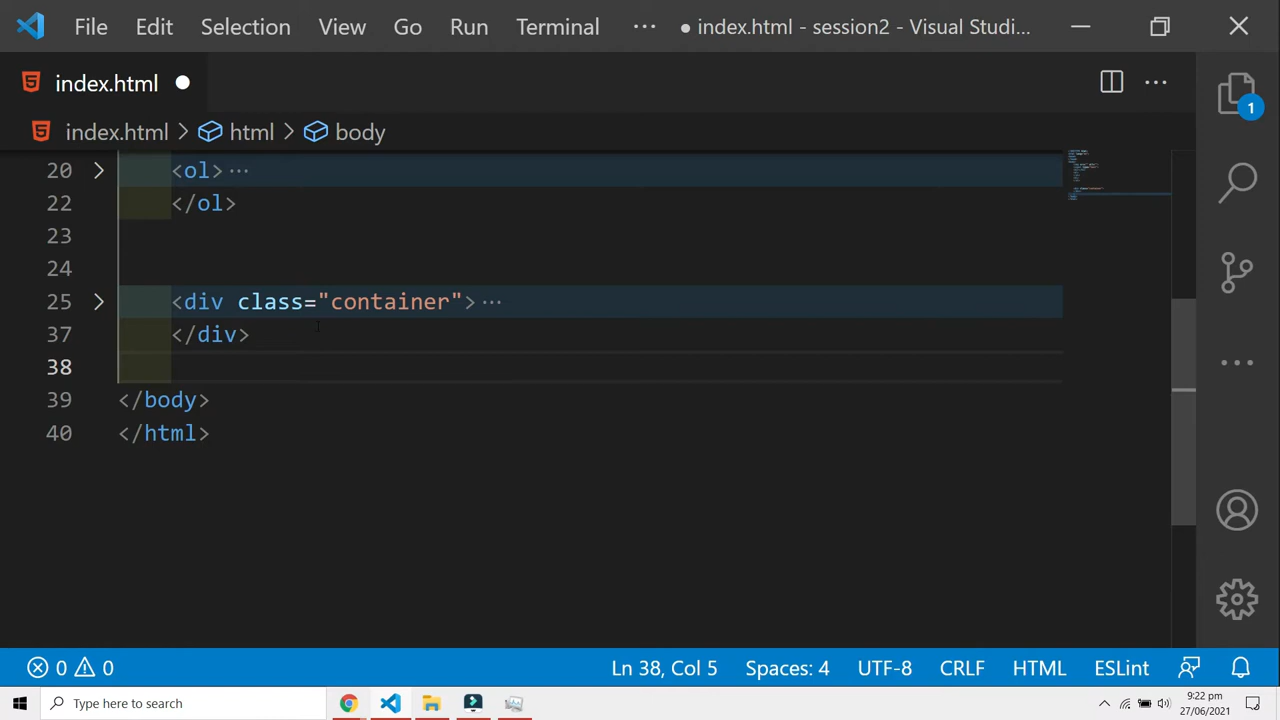 File Edit Selection View Go Run Terminal ··· ● index.html - session2 - Visual Studi...
index.html ●
index.html > html > body
20 <ol>···
22 </ol>
23
24
25 <div class="container">···
37 </div>
38
39 </body>
40 </html>
1
0 0 Ln 38, Col 5 Spaces: 4 UTF-8 CRLF HTML ESLint
Type here to search
9:22 pm
27/06/2021